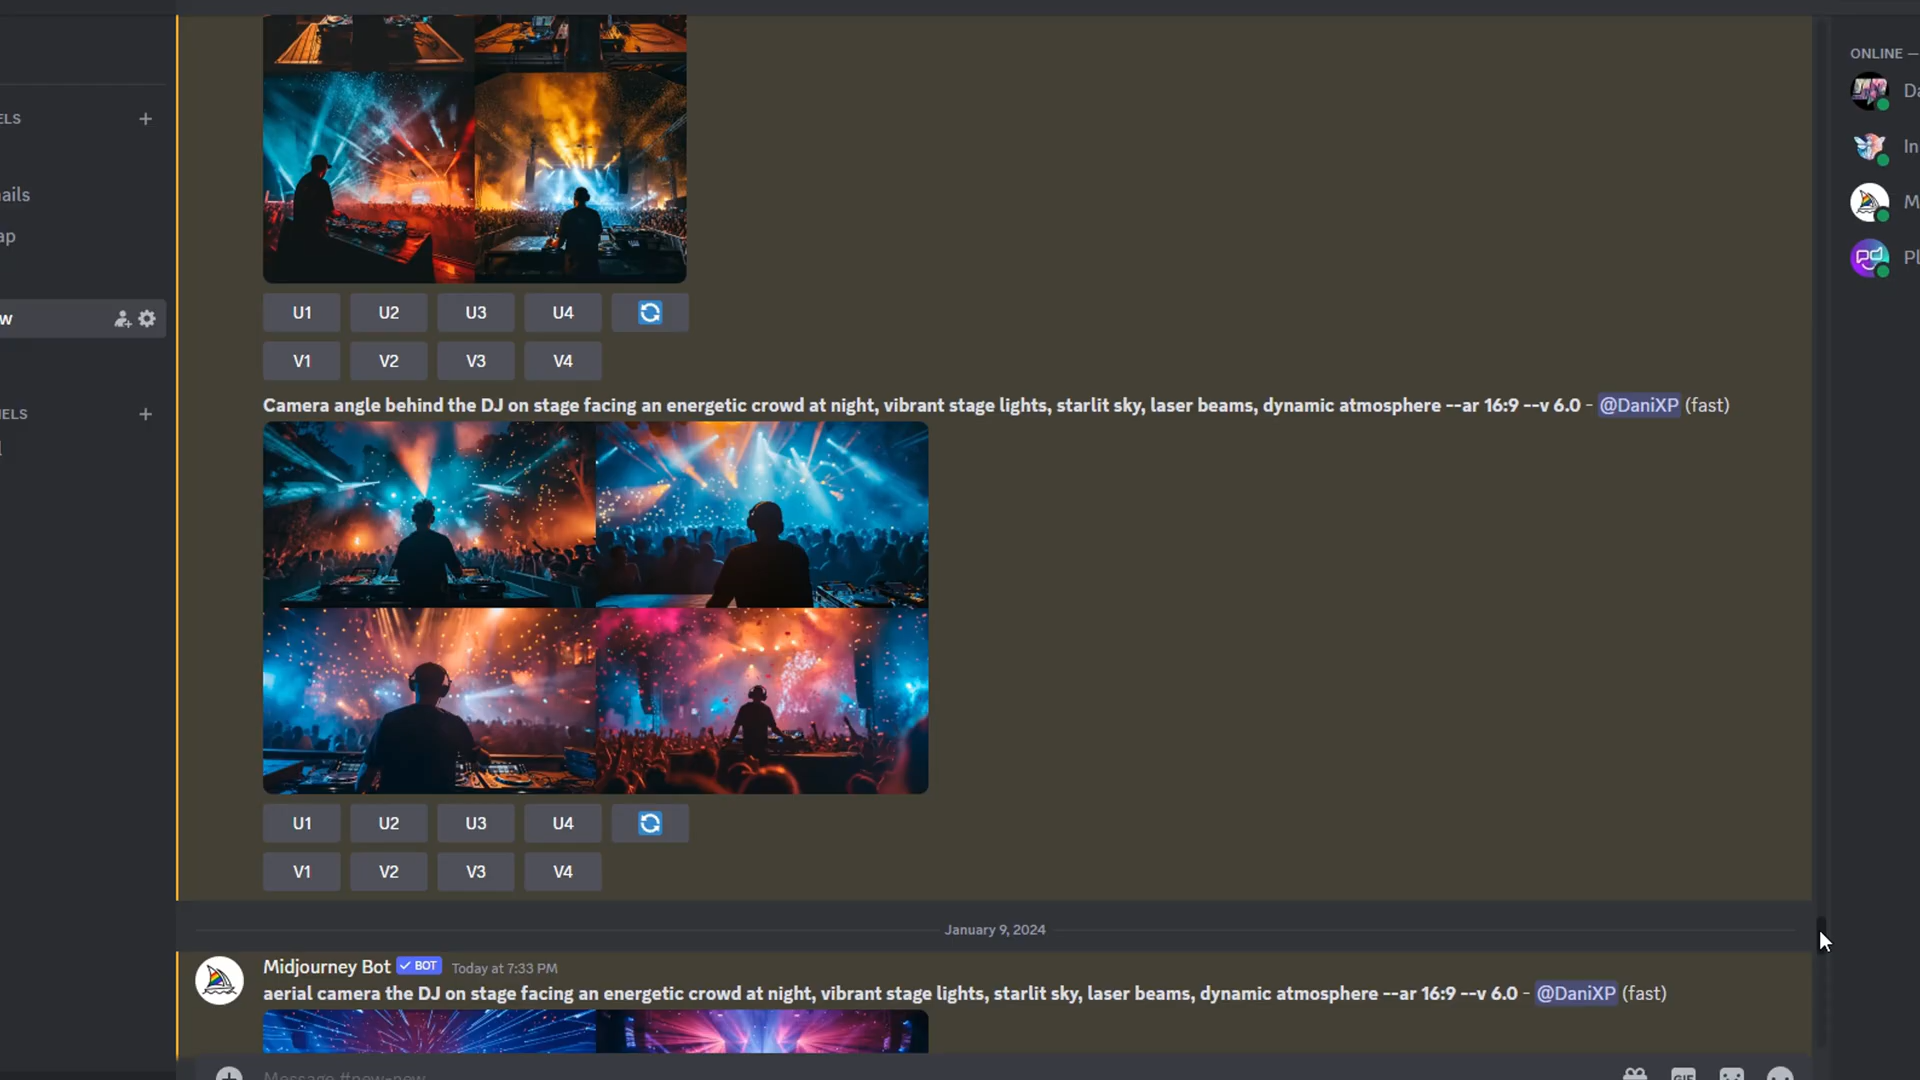 ELS +
ails
ap
w
ELS +
U1 U2 U3 U4
V1 V2 V3 V4
Camera angle behind the DJ on stage facing an energetic crowd at night, vibrant stage lights, starlit sky, laser beams, dynamic atmosphere --ar 16:9 --v 6.0 - @DaniXP (fast)
U1 U2 U3 U4
V1 V2 V3 V4
January 9, 2024
Midjourney Bot ✓ BOT Today at 7:33 PM
aerial camera the DJ on stage facing an energetic crowd at night, vibrant stage lights, starlit sky, laser beams, dynamic atmosphere --ar 16:9 --v 6.0 - @DaniXP (fast)
Message #new-new
GIF
ONLINE —
Da
In
M
Pl